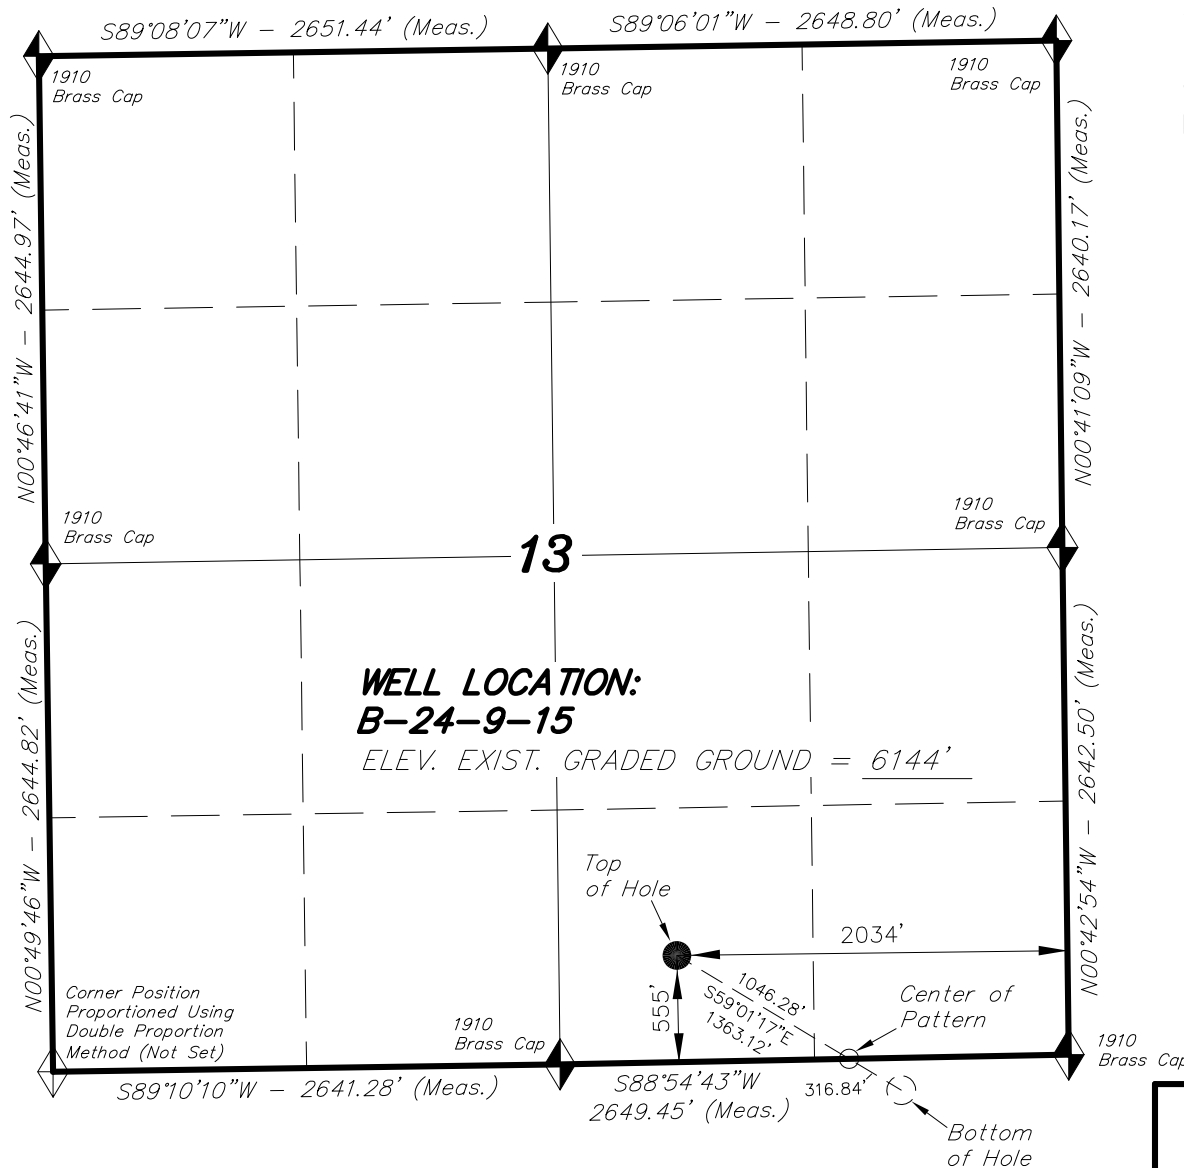 S89°08'07"W – 2651.44' (Meas.)
S89°06'01"W – 2648.80' (Meas.)
1910
Brass Cap
1910
Brass Cap
1910
Brass Cap
N00°46'41"W – 2644.97' (Meas.)
N00°41'09"W – 2640.17' (Meas.)
1910
Brass Cap
1910
Brass Cap
13
WELL LOCATION:
B–24–9–15
ELEV. EXIST. GRADED GROUND = 6144'
N00°49'46"W – 2644.82' (Meas.)
N00°42'54"W – 2642.50' (Meas.)
Top
of Hole
2034'
555'
1046.28'
S59°01'17"E
1363.12'
Center of
Pattern
Corner Position
Proportioned Using
Double Proportion
Method (Not Set)
1910
Brass Cap
1910
Brass Cap
S89°10'10"W – 2641.28' (Meas.)
S88°54'43"W
2649.45' (Meas.)
316.84'
Bottom
of Hole